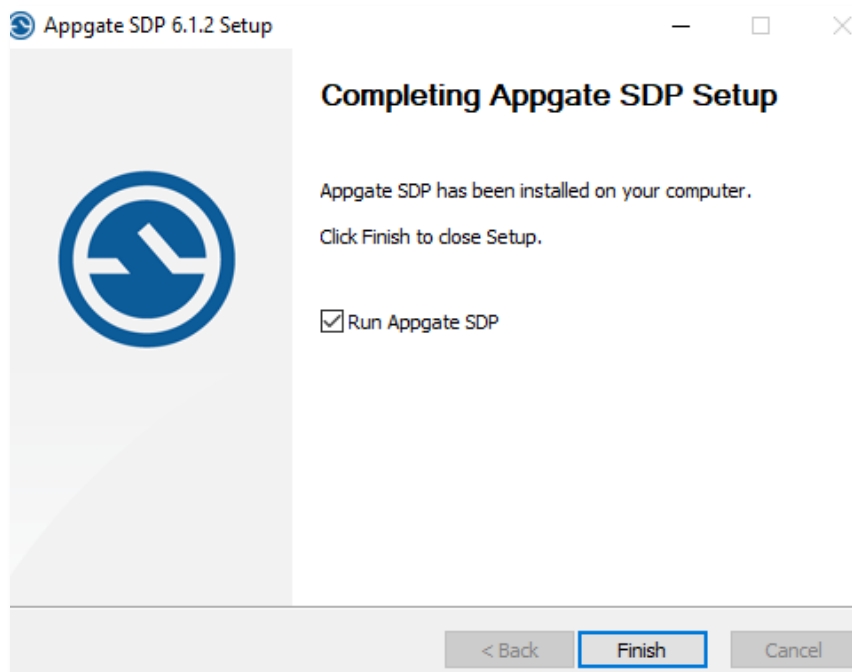 Appgate SDP 6.1.2 Setup
Completing Appgate SDP Setup
Appgate SDP has been installed on your computer.
Click Finish to close Setup.
Run Appgate SDP
< Back
Finish
Cancel